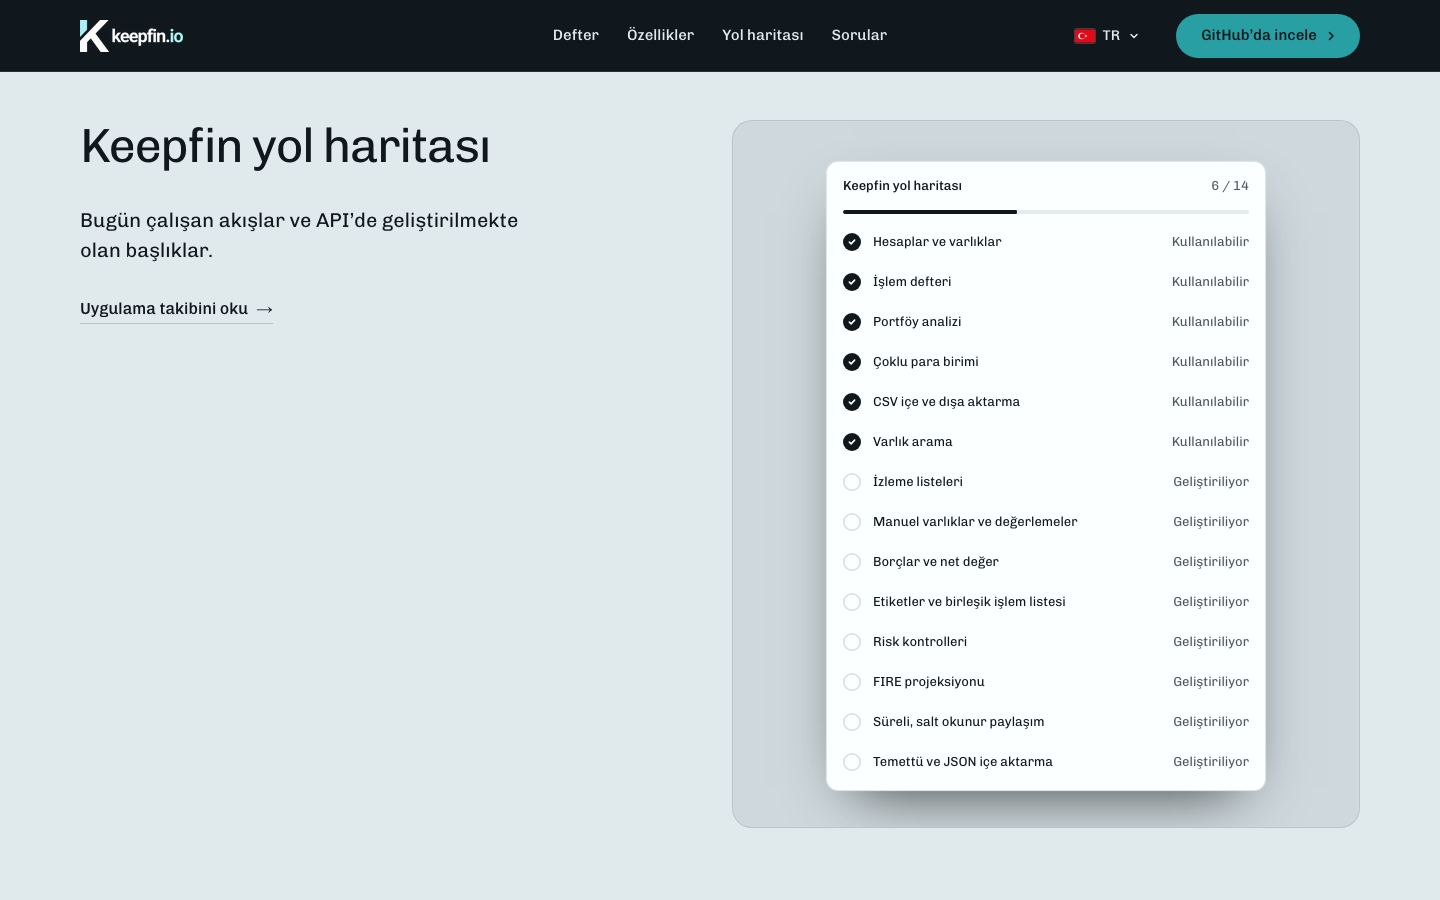 keepfin.io
Defter
Özellikler
Yol haritası
Sorular
TR
GitHub’da incele
Keepfin yol haritası
Bugün çalışan akışlar ve API’de geliştirilmekte
olan başlıklar.
Uygulama takibini oku →
Keepfin yol haritası 6 / 14
Hesaplar ve varlıklar Kullanılabilir
İşlem defteri Kullanılabilir
Portföy analizi Kullanılabilir
Çoklu para birimi Kullanılabilir
CSV içe ve dışa aktarma Kullanılabilir
Varlık arama Kullanılabilir
İzleme listeleri Geliştiriliyor
Manuel varlıklar ve değerlemeler Geliştiriliyor
Borçlar ve net değer Geliştiriliyor
Etiketler ve birleşik işlem listesi Geliştiriliyor
Risk kontrolleri Geliştiriliyor
FIRE projeksiyonu Geliştiriliyor
Süreli, salt okunur paylaşım Geliştiriliyor
Temettü ve JSON içe aktarma Geliştiriliyor